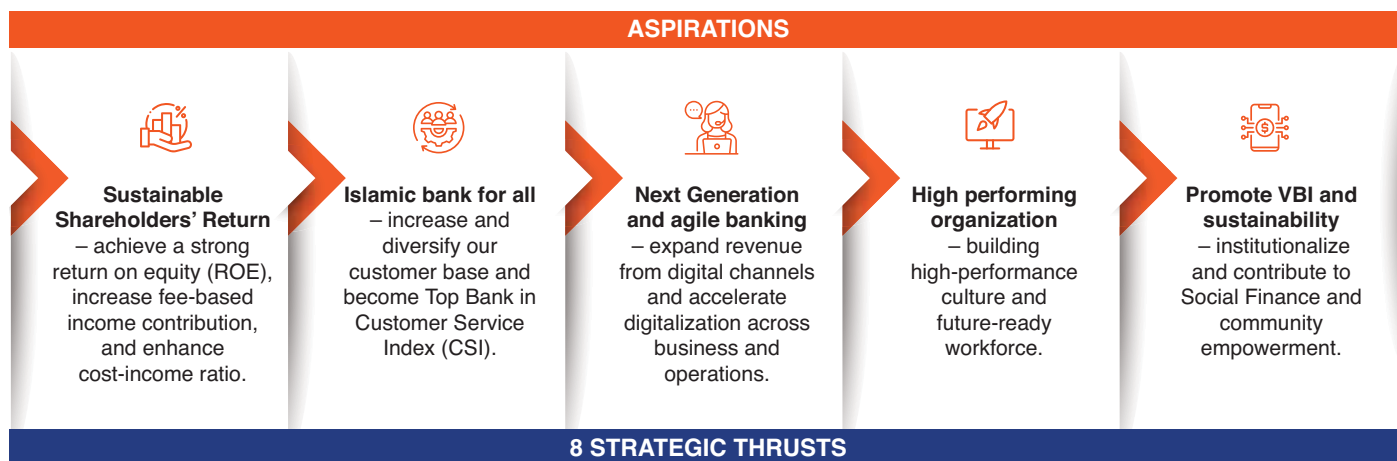 ASPIRATIONS
Sustainable
Shareholders’ Return
– achieve a strong
return on equity (ROE),
increase fee-based
income contribution,
and enhance
cost-income ratio.
Islamic bank for all
– increase and
diversify our
customer base and
become Top Bank in
Customer Service
Index (CSI).
Next Generation
and agile banking
– expand revenue
from digital channels
and accelerate
digitalization across
business and
operations.
High performing
organization
– building
high-performance
culture and
future-ready
workforce.
Promote VBI and
sustainability
– institutionalize
and contribute to
Social Finance and
community
empowerment.
8 STRATEGIC THRUSTS